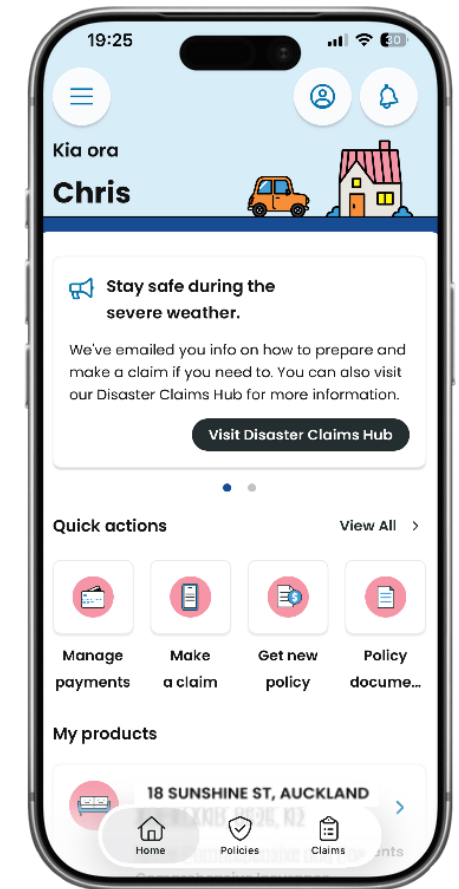 19:25
30
Kia ora
Chris
Stay safe during the
severe weather.
We've emailed you info on how to prepare and
make a claim if you need to. You can also visit
our Disaster Claims Hub for more information.
Visit Disaster Claims Hub
Quick actions
View All
Manage
payments
Make
a claim
Get new
policy
Policy
docume...
My products
18 SUNSHINE ST, AUCKLAND
Home
Policies
Claims